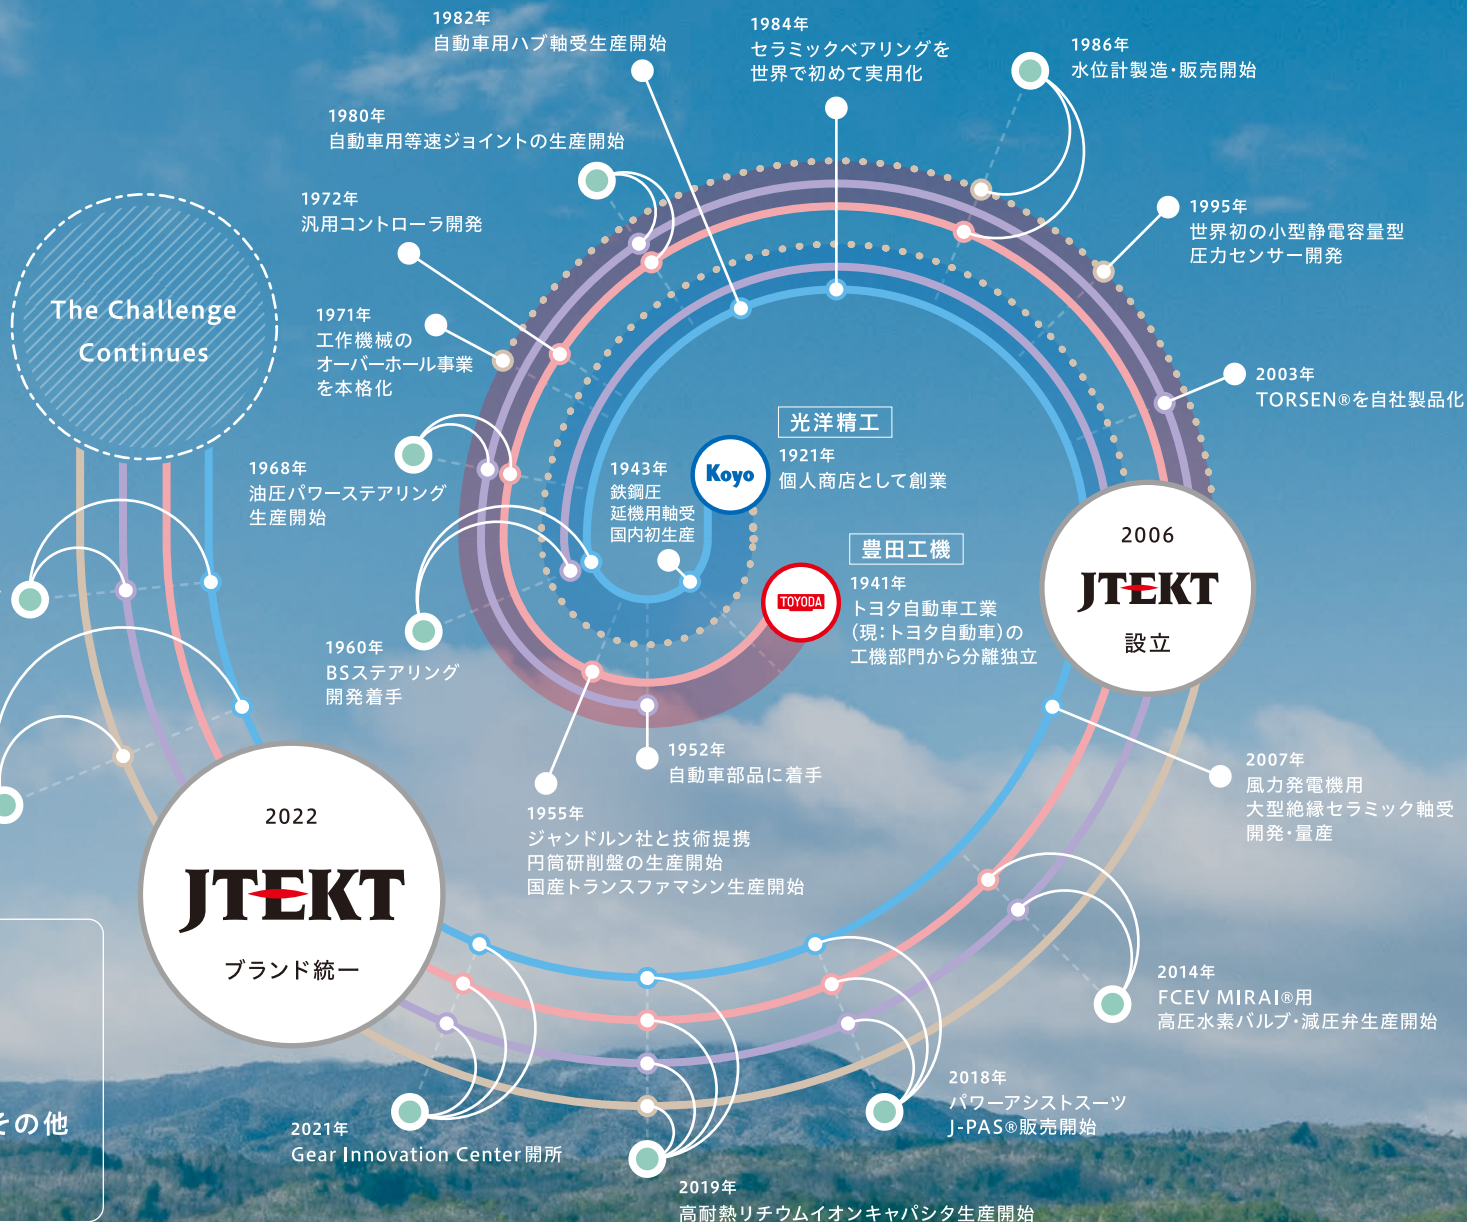 1982年
自動車用ハブ軸受生産開始
1984年
セラミックベアリングを
世界で初めて実用化
1986年
水位計製造・販売開始
1980年
自動車用等速ジョイントの生産開始
1972年
汎用コントローラ開発
1995年
世界初の小型静電容量型
圧力センサー開発
The Challenge
Continues
1971年
工作機械の
オーバーホール事業
を本格化
2003年
TORSEN®を自社製品化
光洋精工
Koyo
1921年
個人商店として創業
1968年
油圧パワーステアリング
生産開始
1943年
鉄鋼圧
延機用軸受
国内初生産
豊田工機
TOYODA
1941年
トヨタ自動車工業
(現:トヨタ自動車)の
工機部門から分離独立
2006
JTEKT
設立
1960年
BSステアリング
開発着手
1952年
自動車部品に着手
1955年
ジャンドルン社と技術提携
円筒研削盤の生産開始
国産トランスファマシン生産開始
2007年
風力発電機用
大型絶縁セラミック軸受
開発・量産
2022
JTEKT
ブランド統一
2014年
FCEV MIRAI®用
高圧水素バルブ・減圧弁生産開始
2018年
パワーアシストスーツ
J-PAS®販売開始
2021年
Gear Innovation Center開所
その他
2019年
高耐熱リチウムイオンキャパシタ生産開始